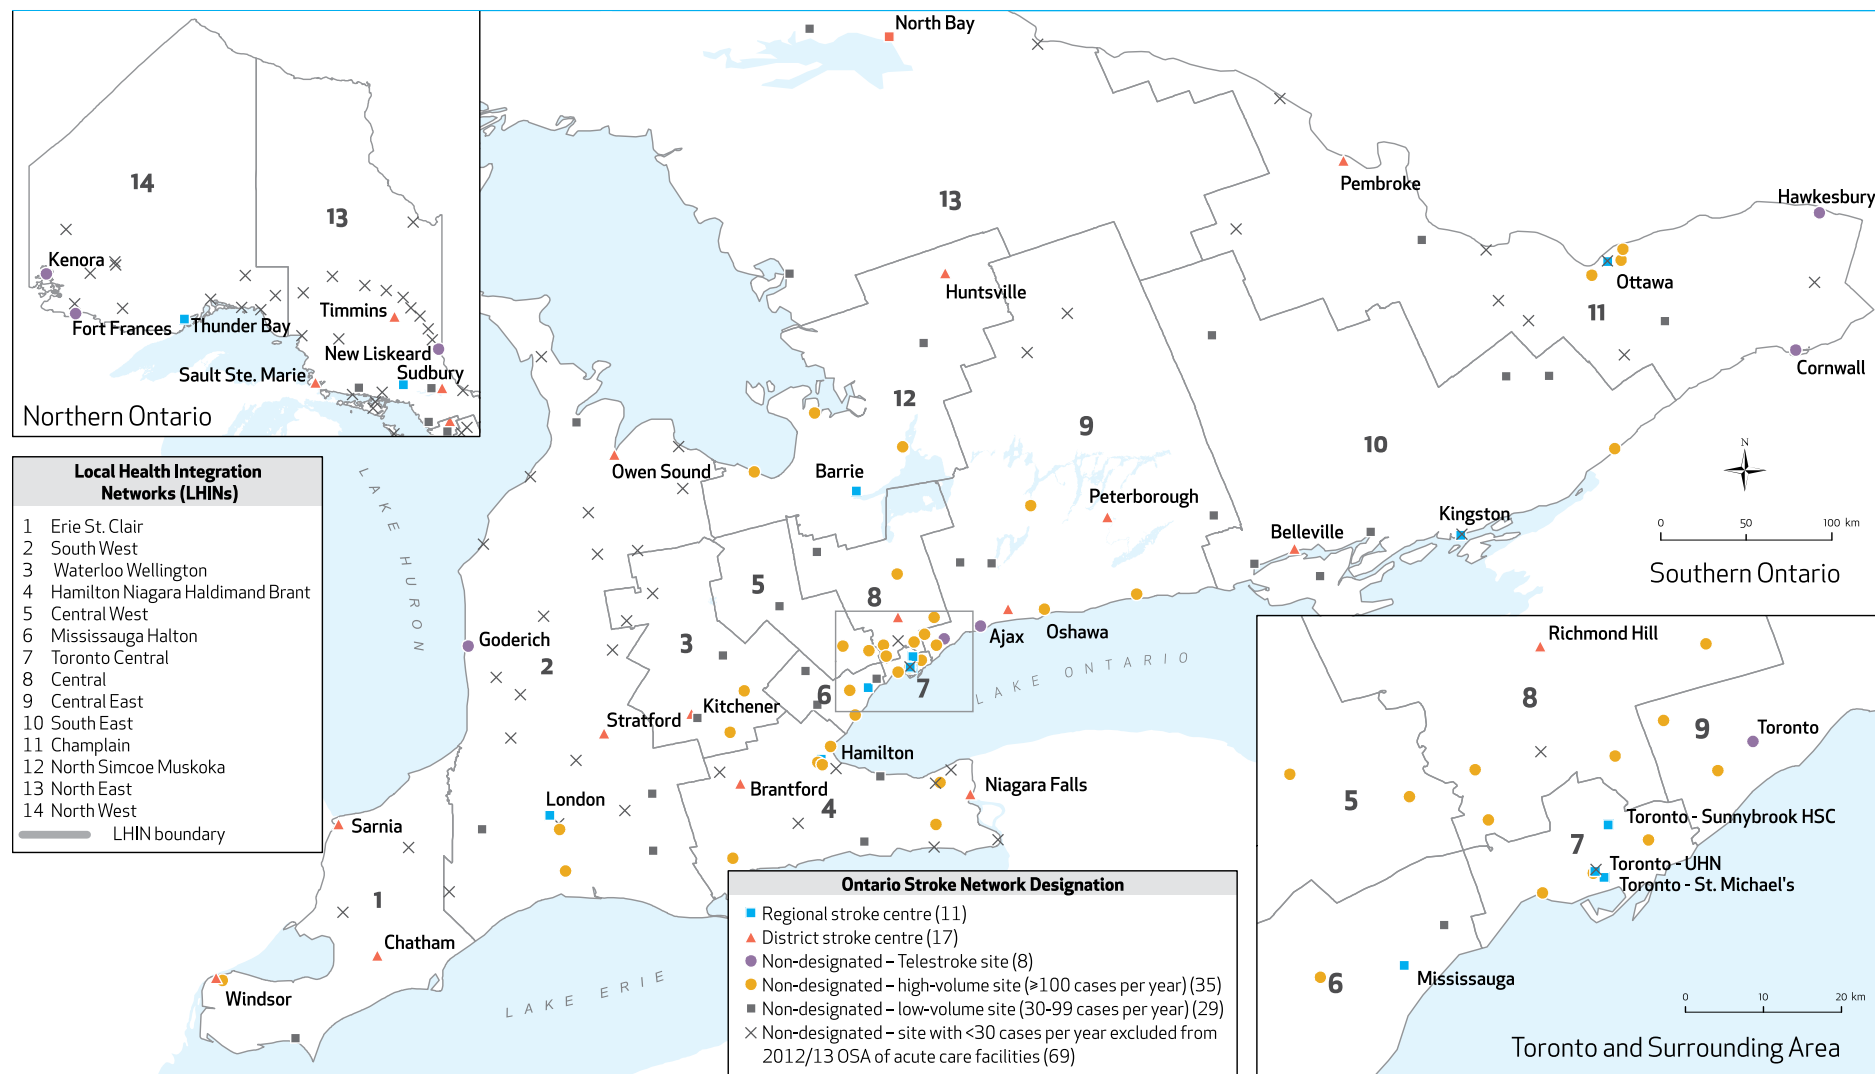 North Bay
14
13
Kenora
Fort Frances
Thunder Bay
Timmins
New Liskeard
Sudbury
Sault Ste. Marie
Northern Ontario
Local Health Integration
Networks (LHINs)
1 Erie St. Clair
2 South West
3 Waterloo Wellington
4 Hamilton Niagara Haldimand Brant
5 Central West
6 Mississauga Halton
7 Toronto Central
8 Central
9 Central East
10 South East
11 Champlain
12 North Simcoe Muskoka
13 North East
14 North West
LHIN boundary
13
Pembroke
Hawkesbury
Ottawa
11
Cornwall
Huntsville
12
9
10
Owen Sound
Barrie
Peterborough
Belleville
Kingston
N
0 50 100 km
Southern Ontario
LAKE HURON
5
8
Goderich
2
3
Ajax
Oshawa
6
7
LAKE ONTARIO
Stratford
Kitchener
Hamilton
Brantford
Niagara Falls
4
London
Sarnia
1
Chatham
Windsor
LAKE ERIE
Ontario Stroke Network Designation
Regional stroke centre (11)
District stroke centre (17)
Non-designated – Telestroke site (8)
Non-designated – high-volume site (≥100 cases per year) (35)
Non-designated – low-volume site (30-99 cases per year) (29)
Non-designated – site with <30 cases per year excluded from
2012/13 OSA of acute care facilities (69)
Richmond Hill
8
9
Toronto
5
Toronto - Sunnybrook HSC
7
Toronto - UHN
Toronto - St. Michael's
Mississauga
6
0 10 20 km
Toronto and Surrounding Area